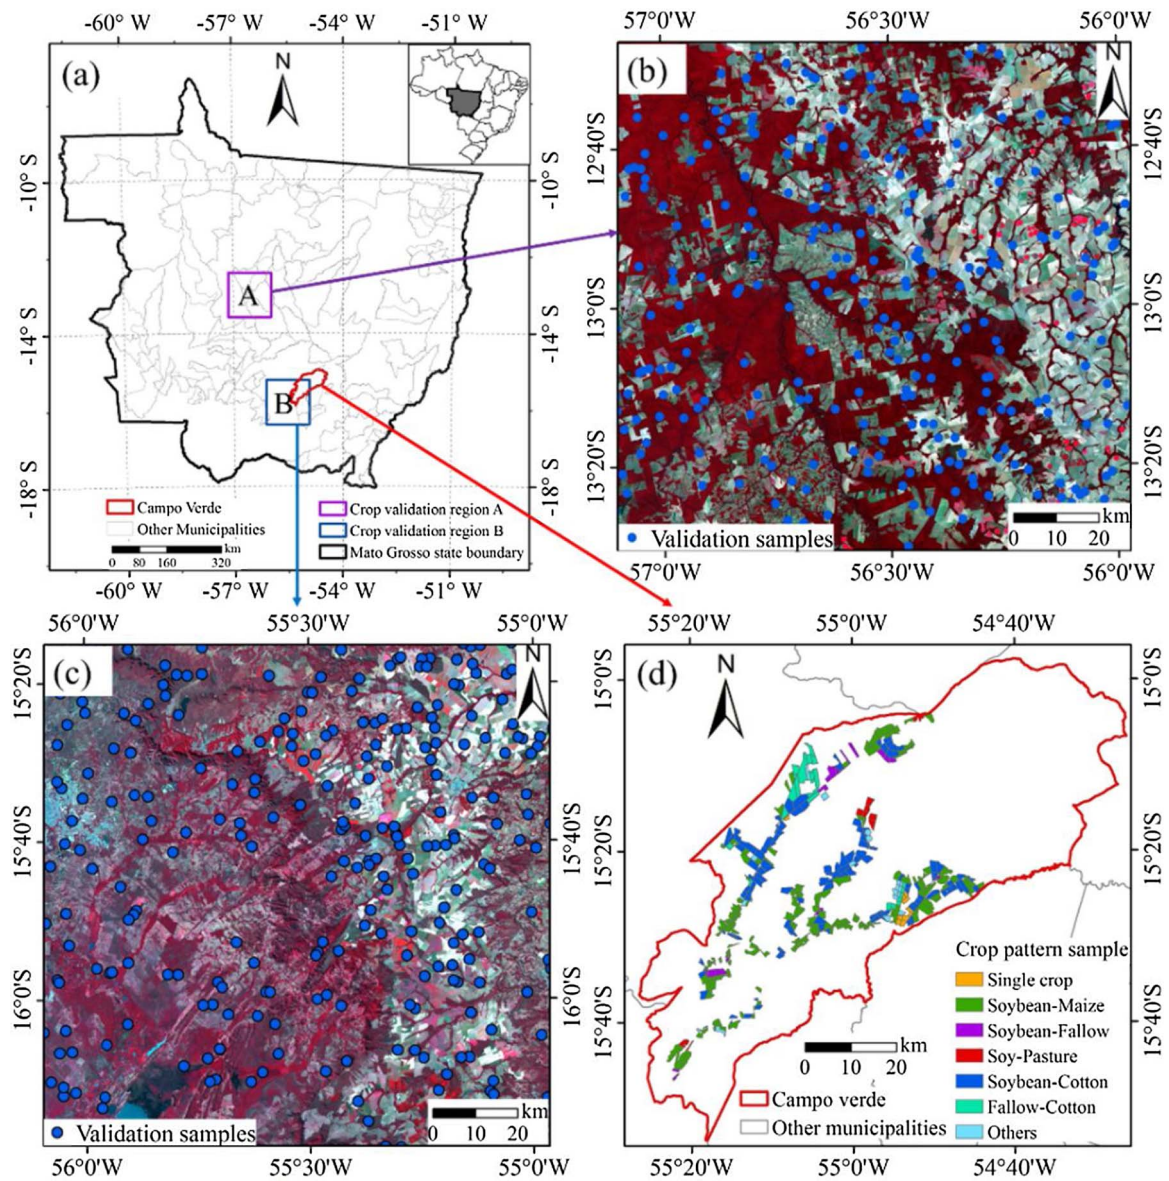 -60° W
-57° W
-54° W
-51° W
(a)
N
-10° S
-14° S
-18° S
-10° S
-14° S
-18° S
A
B
Campo Verde
Other Municipalities
km
0 80 160 320
Crop validation region A
Crop validation region B
Mato Grosso state boundary
-60° W
-57° W
-54° W
-51° W
57°0'W
56°30'W
56°0'W
(b)
N
12°40'S
13°0'S
13°20'S
12°40'S
13°0'S
13°20'S
km
0 10 20
Validation samples
57°0'W
56°30'W
56°0'W
56°0'W
55°30'W
55°0'W
(c)
N
15°20'S
15°40'S
16°0'S
15°20'S
15°40'S
16°0'S
km
0 10 20
Validation samples
56°0'W
55°30'W
55°0'W
55°20'W
55°0'W
54°40'W
(d)
N
15°0'S
15°20'S
15°40'S
15°0'S
15°20'S
15°40'S
Crop pattern sample
Single crop
Soybean-Maize
Soybean-Fallow
Soy-Pasture
Soybean-Cotton
Fallow-Cotton
Others
km
0 10 20
Campo verde
Other municipalities
55°20'W
55°0'W
54°40'W